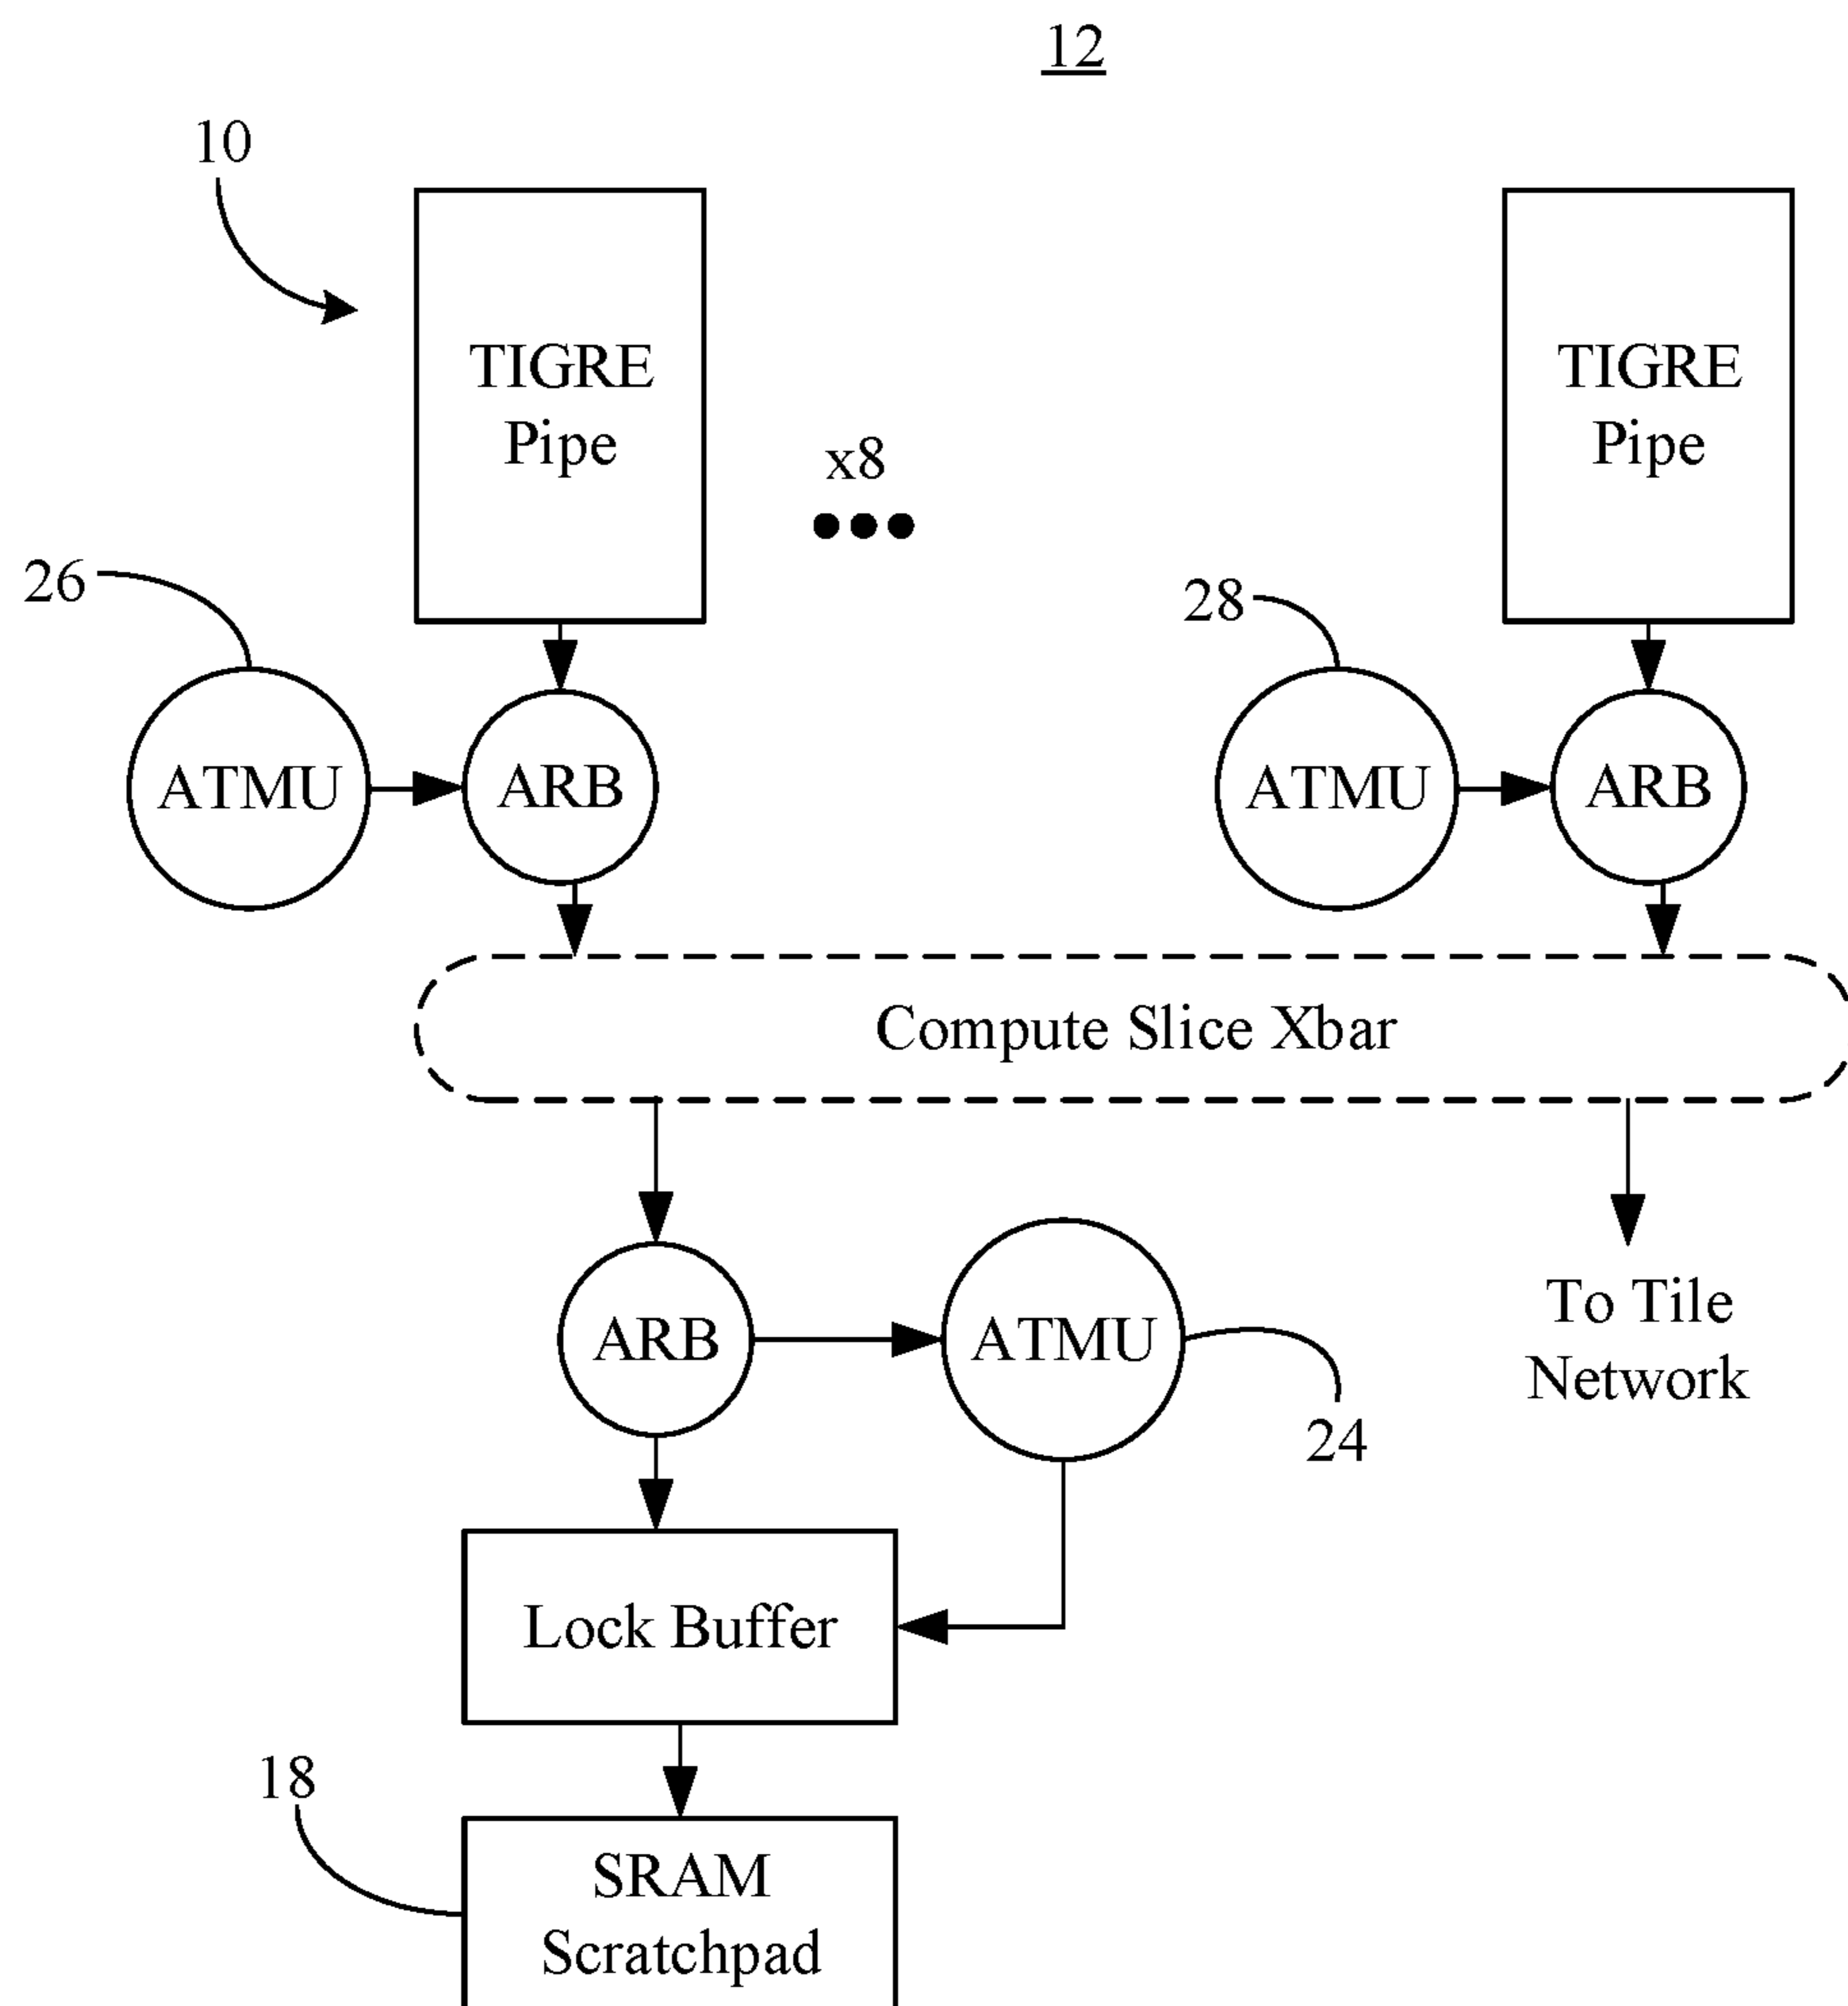 12
10
TIGRE
Pipe
TIGRE
Pipe
x8
26
28
ATMU
ARB
ATMU
ARB
Compute Slice Xbar
ARB
ATMU
To Tile
Network
24
Lock Buffer
18
SRAM
Scratchpad